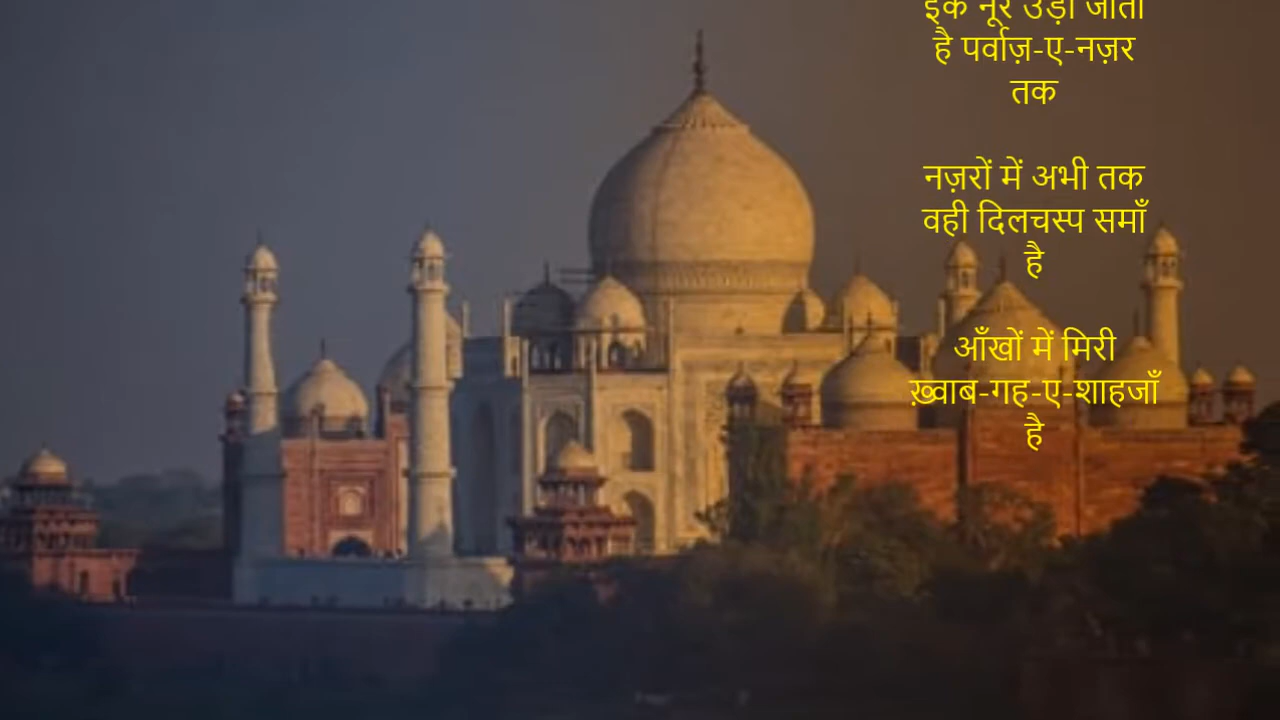 इक नूर उड़ा जाता
है पर्वाज़-ए-नज़र
तक
नज़रों में अभी तक
वही दिलचस्प समाँ
है
आँखों में मिरी
ख़्वाब-गह-ए-शाहजाँ
है